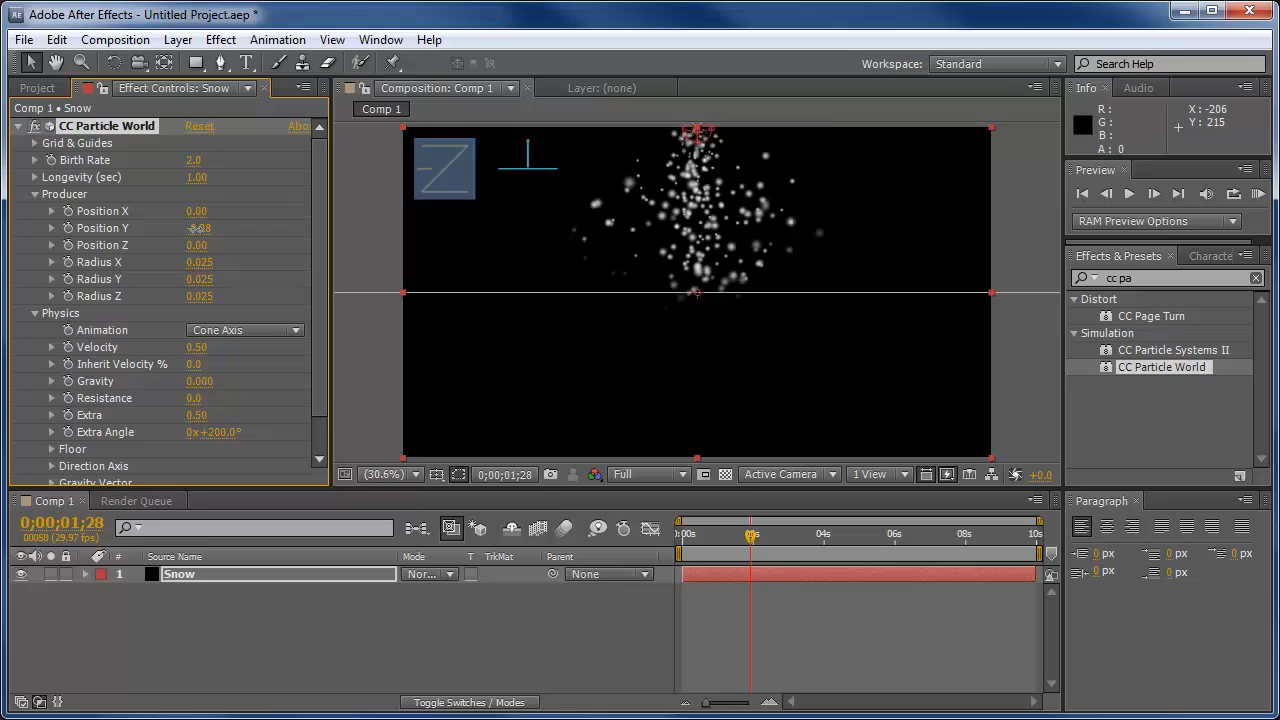 Adobe After Effects - Untitled Project.aep *
File Edit Composition Layer Effect Animation View Window Help
Workspace: Standard Search Help
Project Effect Controls: Snow Composition: Comp 1 Layer: (none) Info Audio
Comp 1 • Snow
Comp 1
R: X: -206
G: Y: 215
B:
A: 0
fx CC Particle World Reset Abo
Grid & Guides
Birth Rate 2.0
Longevity (sec) 1.00
Producer
Position X 0.00
Position Y
Position Z 0.00
Radius X 0.025
Radius Y 0.025
Radius Z 0.025
Physics
Animation Cone Axis
Velocity 0.50
Inherit Velocity % 0.0
Gravity 0.000
Resistance 0.0
Extra 0.50
Extra Angle 0x+200.0°
Floor
Direction Axis
Gravity Vector
Z
Preview
RAM Preview Options
Effects & Presets Characte
cc pa
Distort
CC Page Turn
Simulation
CC Particle Systems II
CC Particle World
(30.6%) 0;00;01;28 Full Active Camera 1 View +0.0
Comp 1 Render Queue
0;00;01;28
00058 (29.97 fps)
:00s 04s 06s 08s 10s
# Source Name Mode T TrkMat Parent
1 Snow Nor... None
Toggle Switches / Modes
Paragraph
0 px 0 px 0 px
0 px 0 px